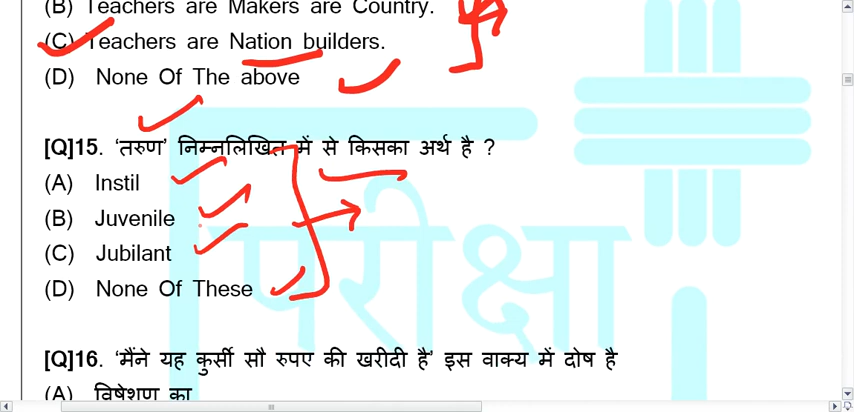 (B) Teachers are Makers are Country.
(C) Teachers are Nation builders.
(D) None Of The above
[Q]15. ‘तरुण’ निम्नलिखित में से किसका अर्थ है ?
(A) Instil
(B) Juvenile
(C) Jubilant
(D) None Of These
परीक्षा
[Q]16. ‘मैंने यह कुर्सी सौ रुपए की खरीदी है’ इस वाक्य में दोष है
(A) विषेशण का